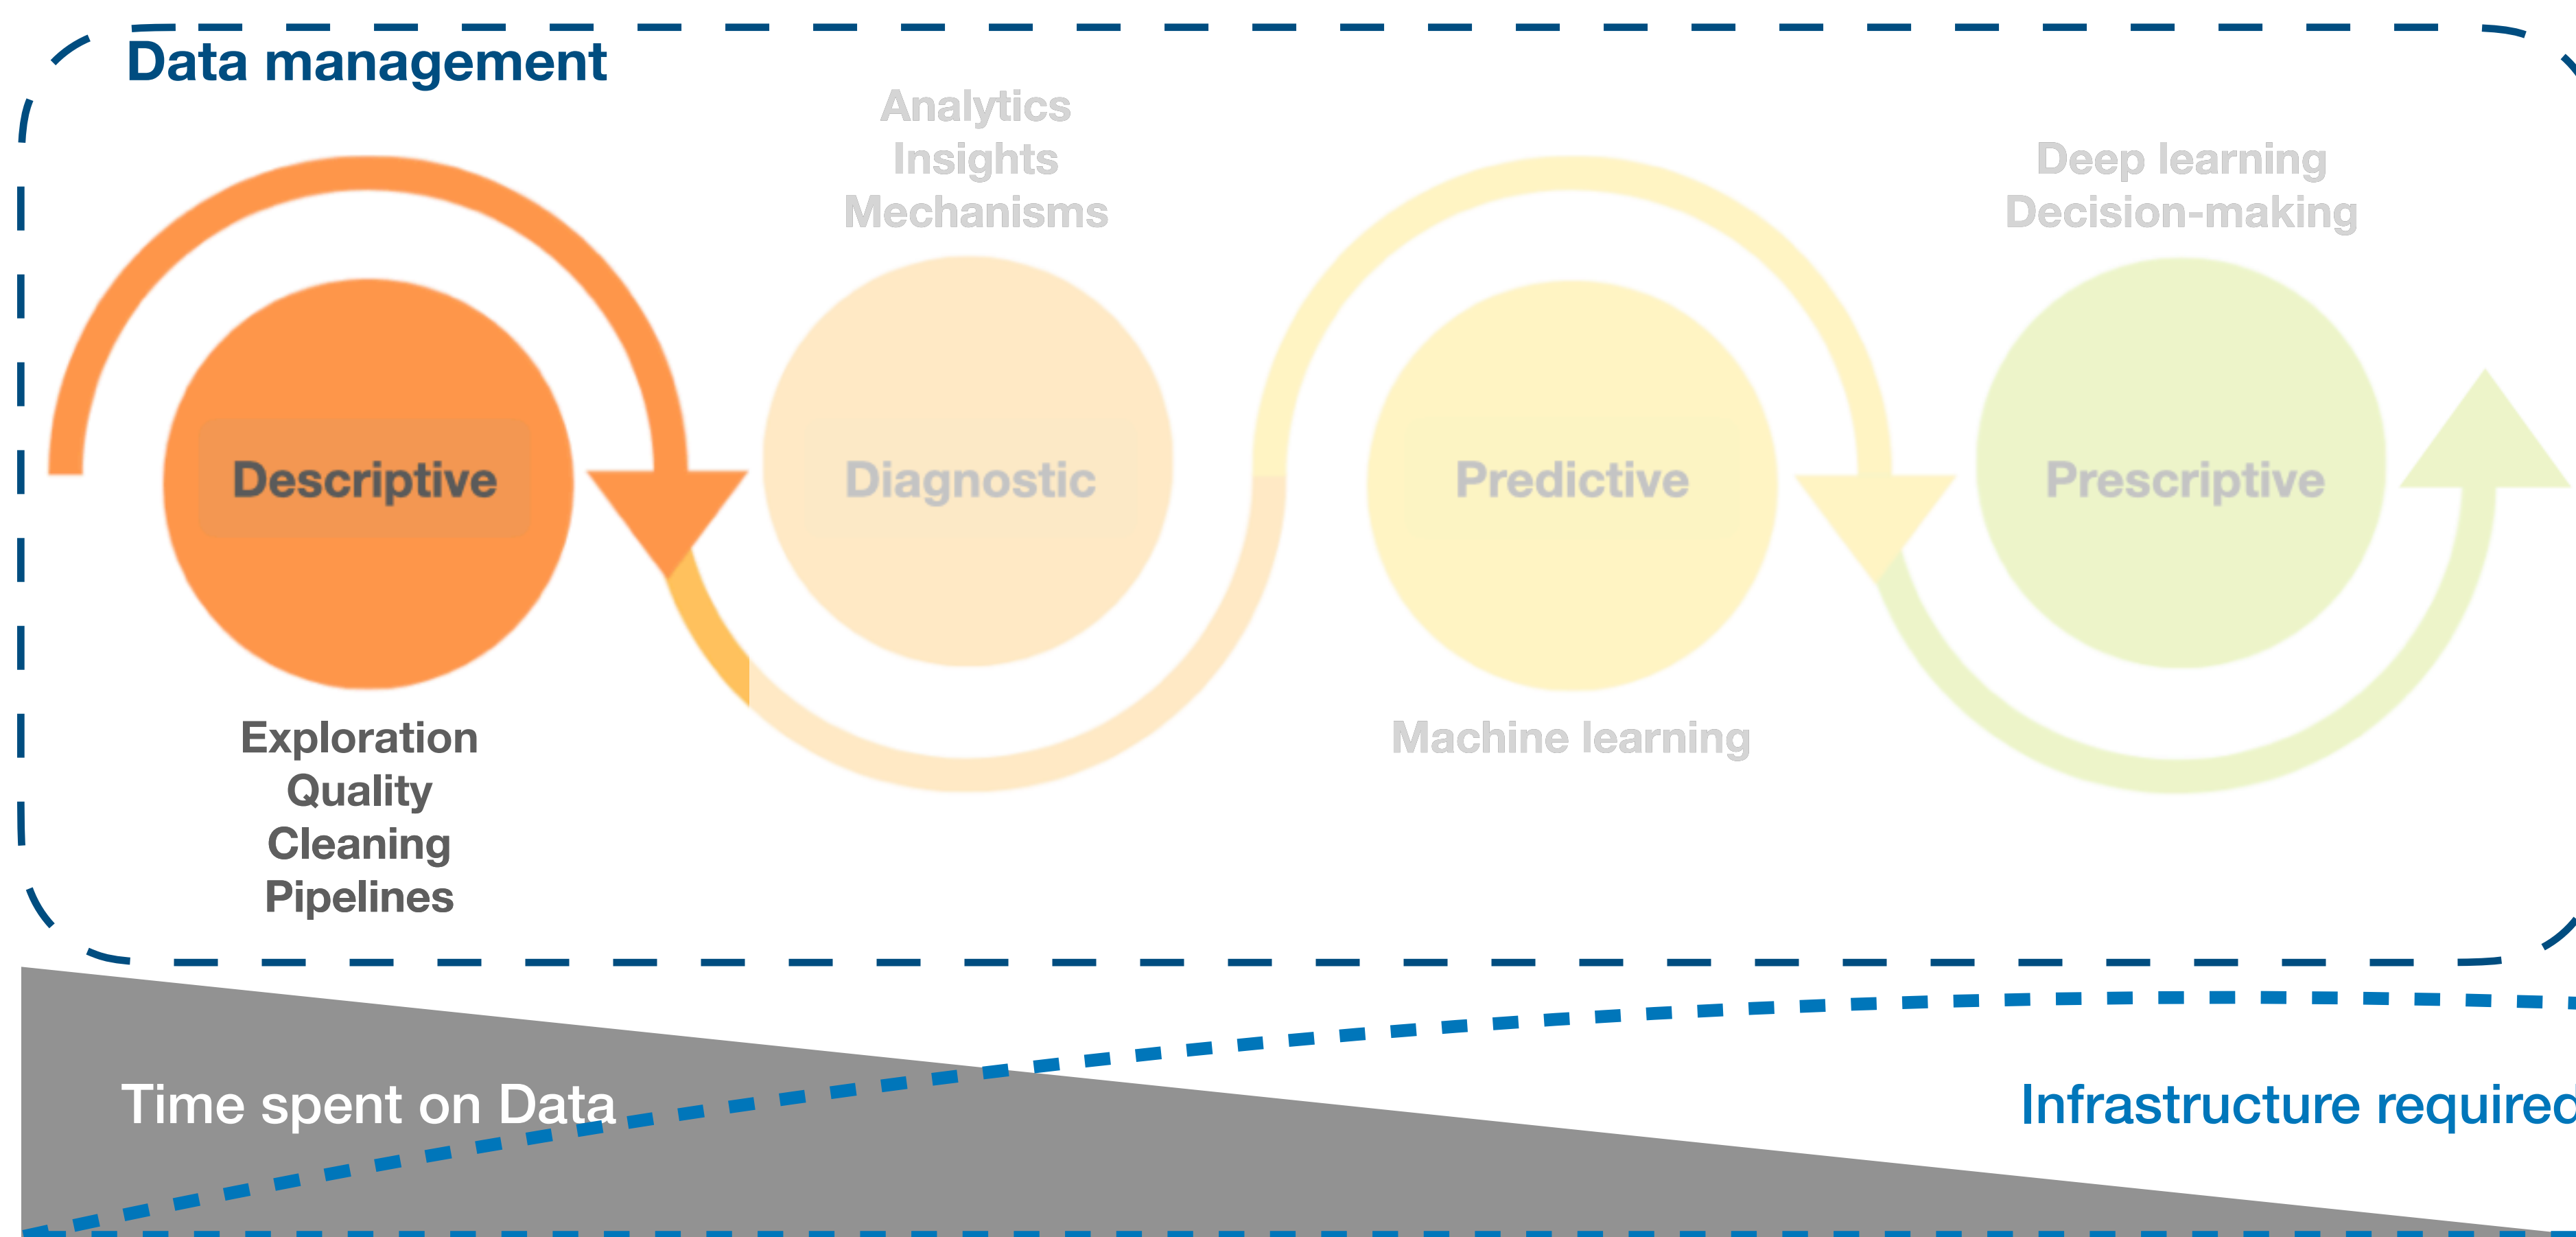 Data management
Analytics
Insights
Mechanisms
Deep learning
Decision-making
Descriptive
Diagnostic
Predictive
Prescriptive
Exploration
Quality
Cleaning
Pipelines
Machine learning
Time spent on Data
Infrastructure required